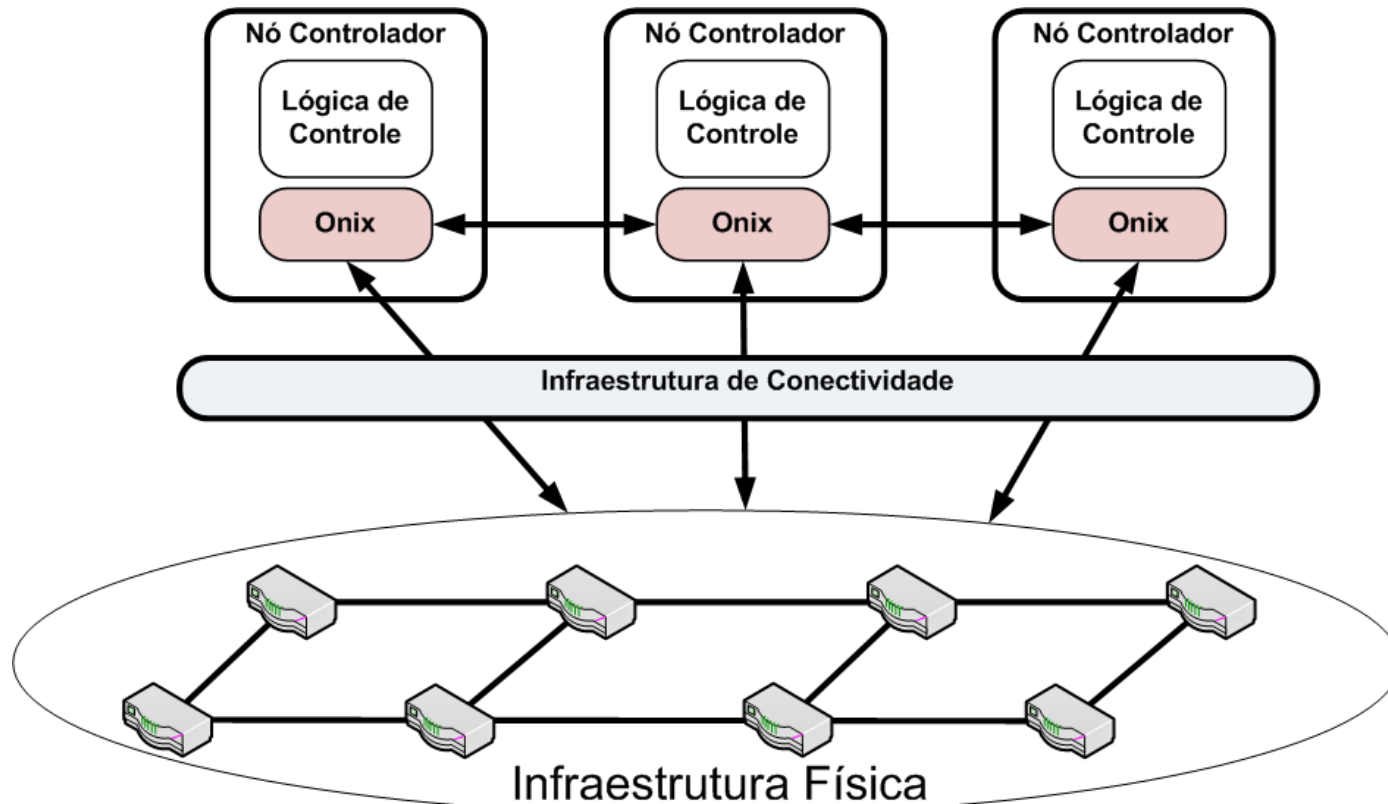 Nó Controlador
Lógica de
Controle
Onix
Nó Controlador
Lógica de
Controle
Onix
Nó Controlador
Lógica de
Controle
Onix
Infraestrutura de Conectividade
Infraestrutura Física